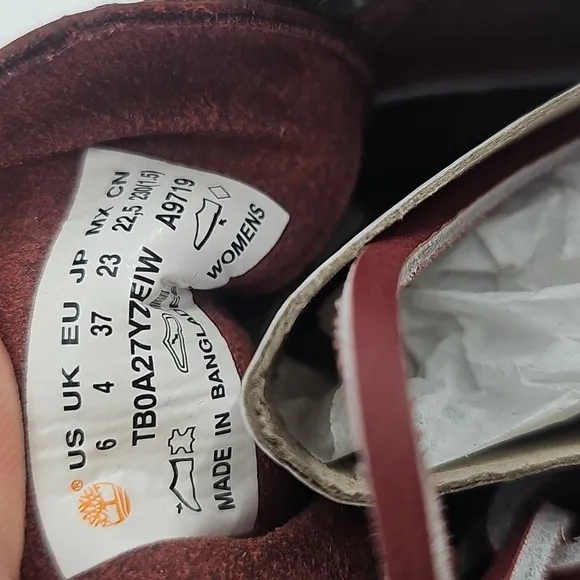 ®
US UK EU JP MX CN
6 4 37 23 22,5 230(1.5)
TB0A27Y7EIW A9719
WOMENS
MADE IN